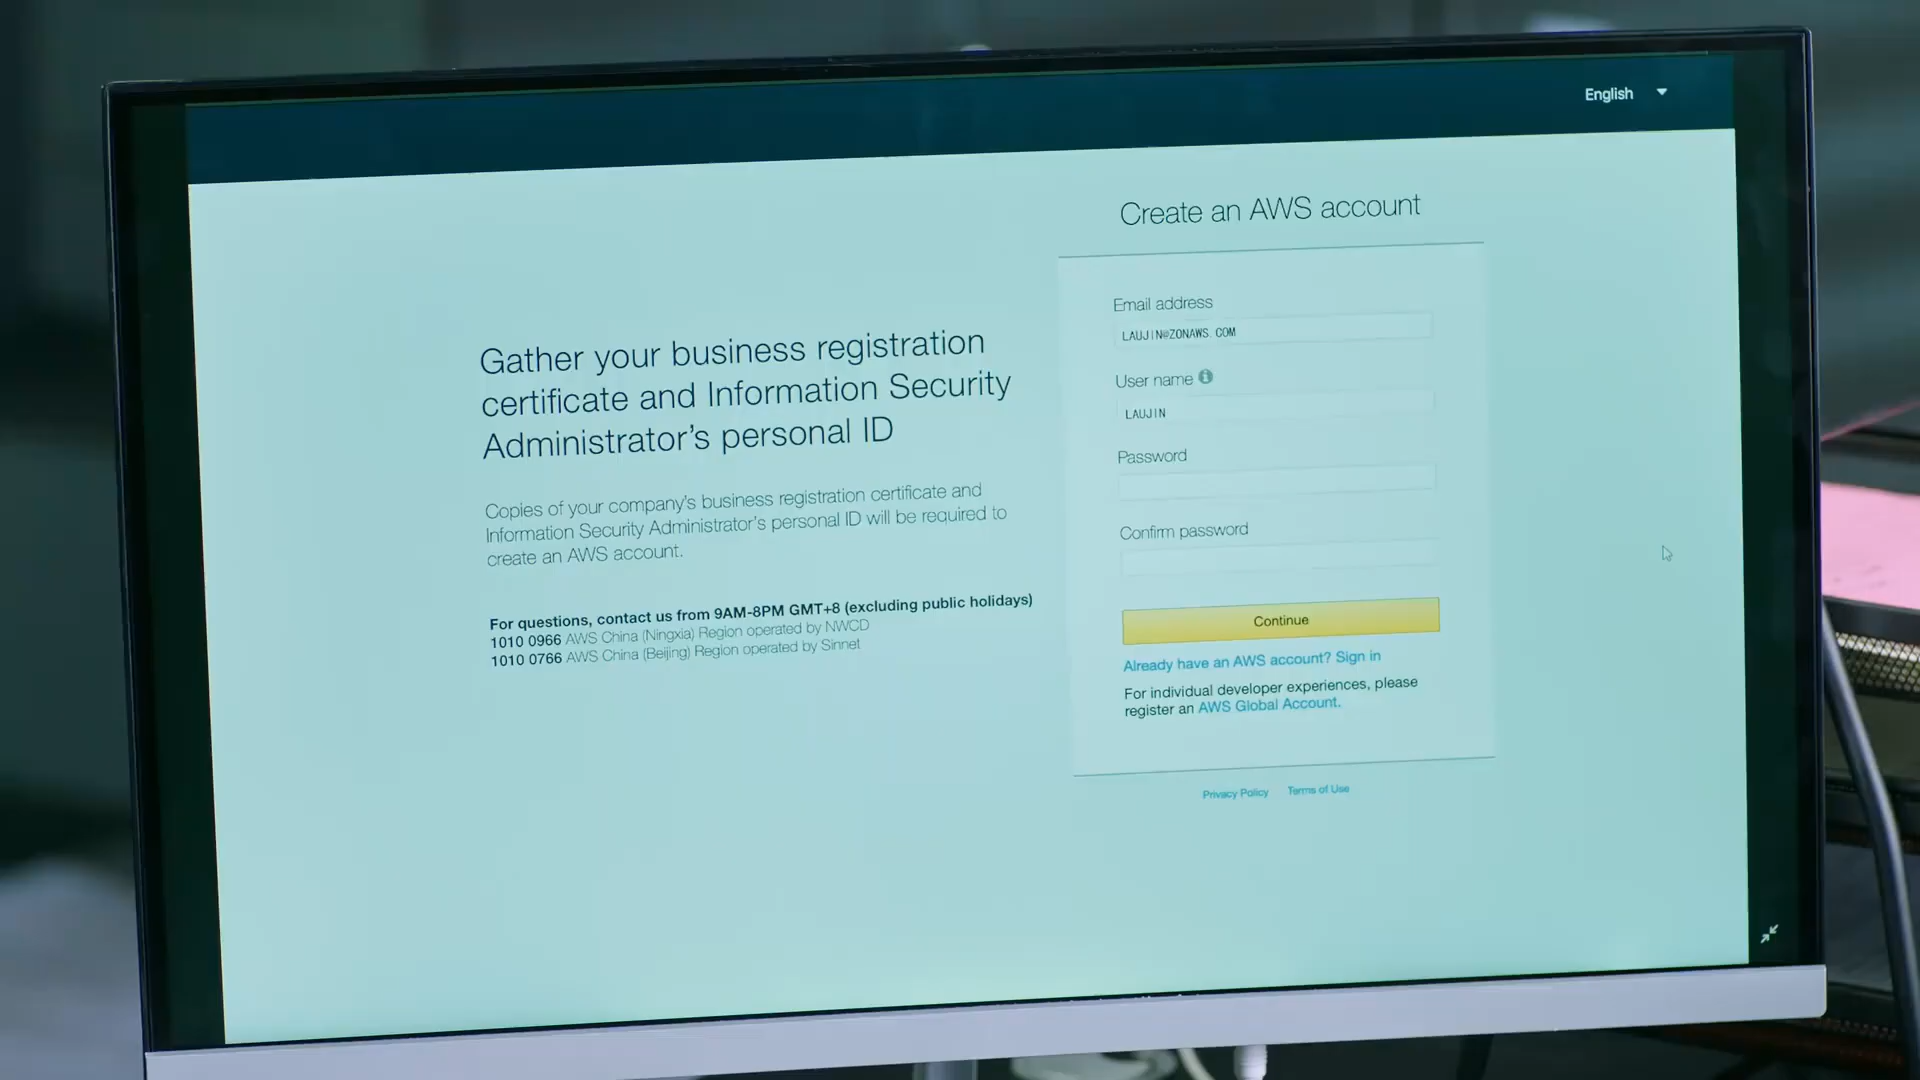 English
Create an AWS account
Gather your business registration
certificate and Information Security
Administrator's personal ID
Copies of your company's business registration certificate and
Information Security Administrator's personal ID will be required to
create an AWS account.
For questions, contact us from 9AM-8PM GMT+8 (excluding public holidays)
1010 0966 AWS China (Ningxia) Region operated by NWCD
1010 0766 AWS China (Beijing) Region operated by Sinnet
Email address
LAUJIN@ZONAWS.COM
User name
LAUJIN
Password
Confirm password
Continue
Already have an AWS account? Sign in
For individual developer experiences, please
register an AWS Global Account.
Privacy Policy Terms of Use